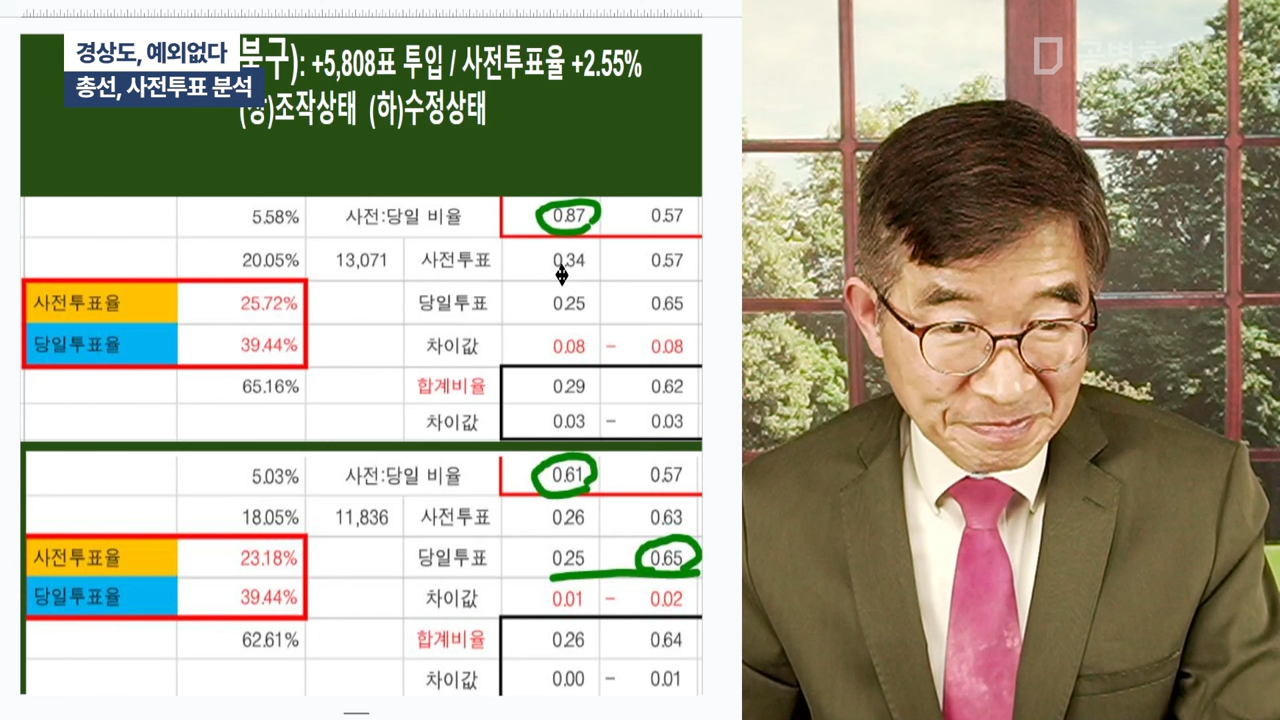 경상도, 예외없다
총선, 사전투표 분석
북구): +5,808표 투입 / 사전투표율 +2.55%
조작상태 (하)수정상태
5.58% 사전:당일 비율 0.87 0.57
20.05% 13,071 사전투표 0.34 0.57
사전투표율 25.72% 당일투표 0.25 0.65
당일투표율 39.44% 차이값 0.08 - 0.08
65.16% 합계비율 0.29 0.62
차이값 0.03 - 0.03
5.03% 사전:당일 비율 0.61 0.57
18.05% 11,836 사전투표 0.26 0.63
사전투표율 23.18% 당일투표 0.25 0.65
당일투표율 39.44% 차이값 0.01 - 0.02
62.61% 합계비율 0.26 0.64
차이값 0.00 - 0.01